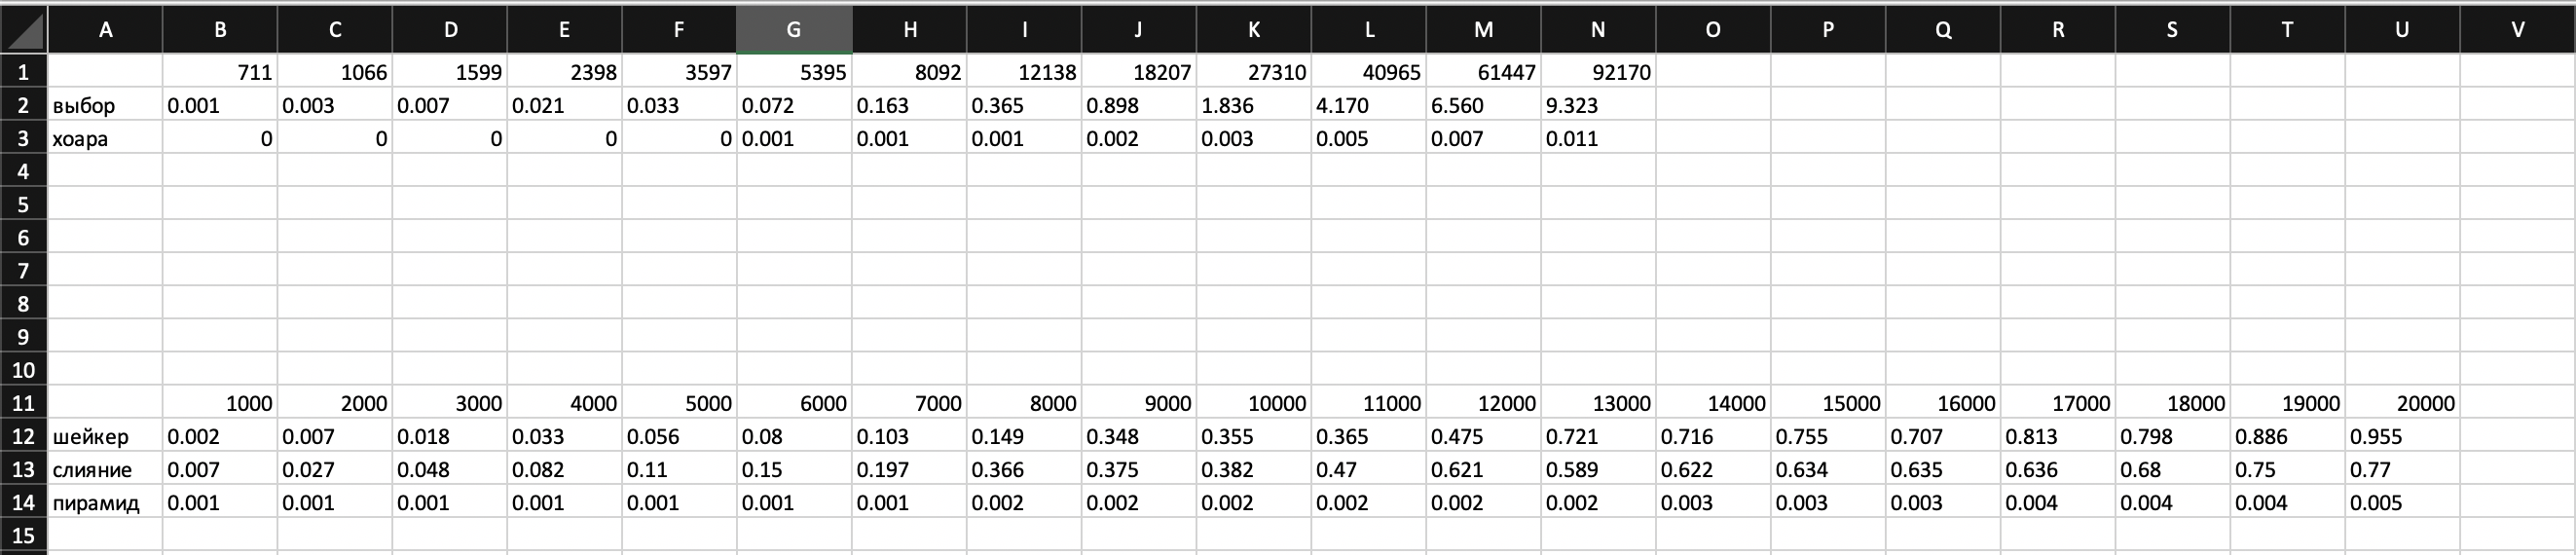 A B C D E F G H I J K L M N O P Q R S T U V
1 711 1066 1599 2398 3597 5395 8092 12138 18207 27310 40965 61447 92170
2 выбор 0.001 0.003 0.007 0.021 0.033 0.072 0.163 0.365 0.898 1.836 4.170 6.560 9.323
3 хоара 0 0 0 0 0 0.001 0.001 0.001 0.002 0.003 0.005 0.007 0.011
4
5
6
7
8
9
10
11 1000 2000 3000 4000 5000 6000 7000 8000 9000 10000 11000 12000 13000 14000 15000 16000 17000 18000 19000 20000
12 шейкер 0.002 0.007 0.018 0.033 0.056 0.08 0.103 0.149 0.348 0.355 0.365 0.475 0.721 0.716 0.755 0.707 0.813 0.798 0.886 0.955
13 слияние 0.007 0.027 0.048 0.082 0.11 0.15 0.197 0.366 0.375 0.382 0.47 0.621 0.589 0.622 0.634 0.635 0.636 0.68 0.75 0.77
14 пирамид 0.001 0.001 0.001 0.001 0.001 0.001 0.001 0.002 0.002 0.002 0.002 0.002 0.002 0.003 0.003 0.003 0.004 0.004 0.004 0.005
15